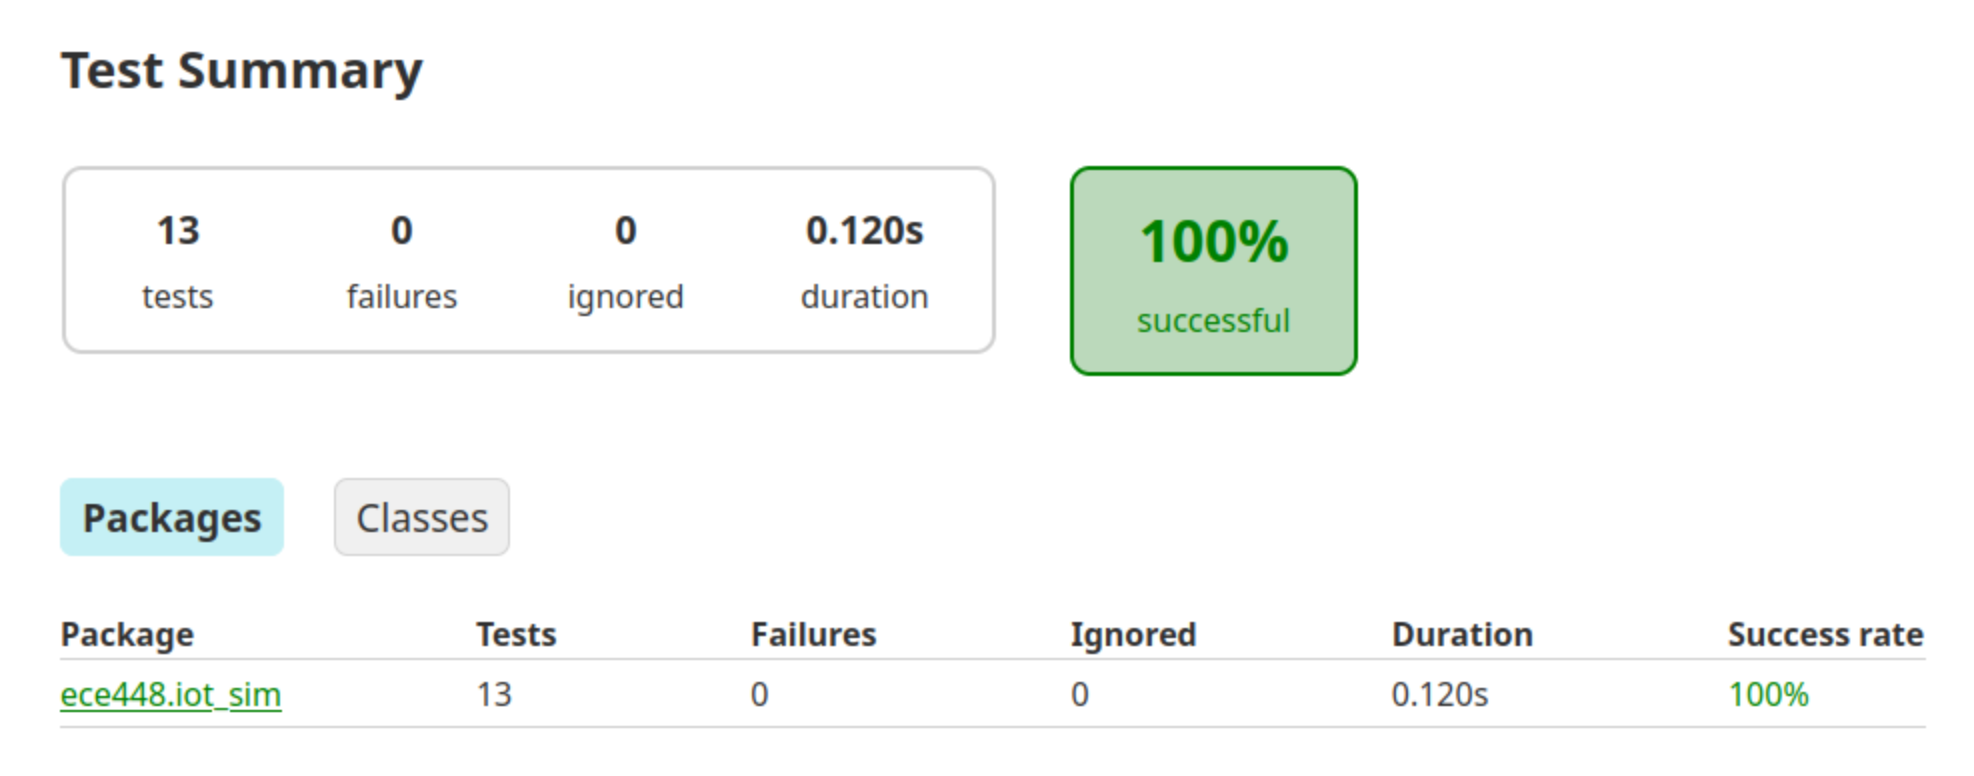 Test Summary
13 0 0 0.120s
tests failures ignored duration
100%
successful
Packages Classes
Package Tests Failures Ignored Duration Success rate
ece448.iot_sim 13 0 0 0.120s 100%